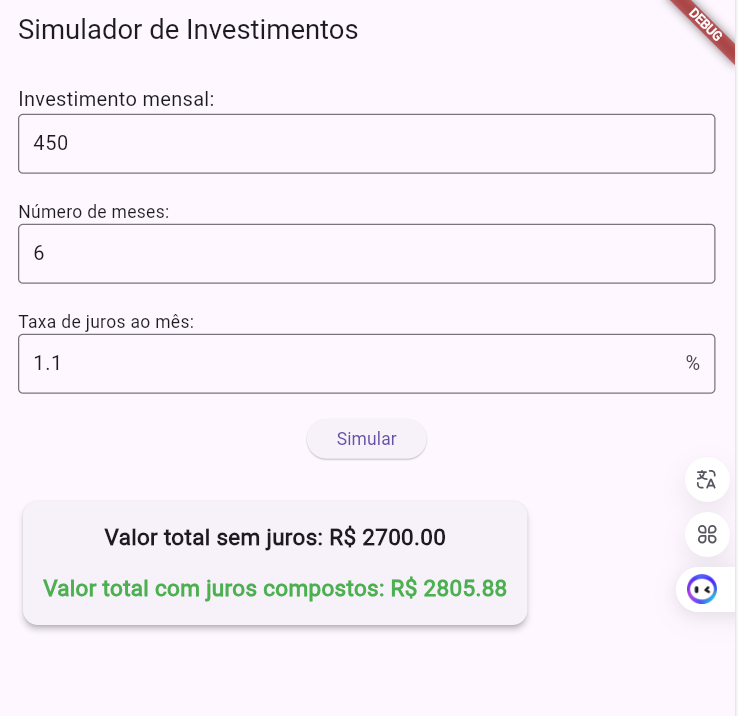 Simulador de Investimentos
DEBUG
Investimento mensal:
450
Número de meses:
6
Taxa de juros ao mês:
1.1 %
Simular
Valor total sem juros: R$ 2700.00
Valor total com juros compostos: R$ 2805.88